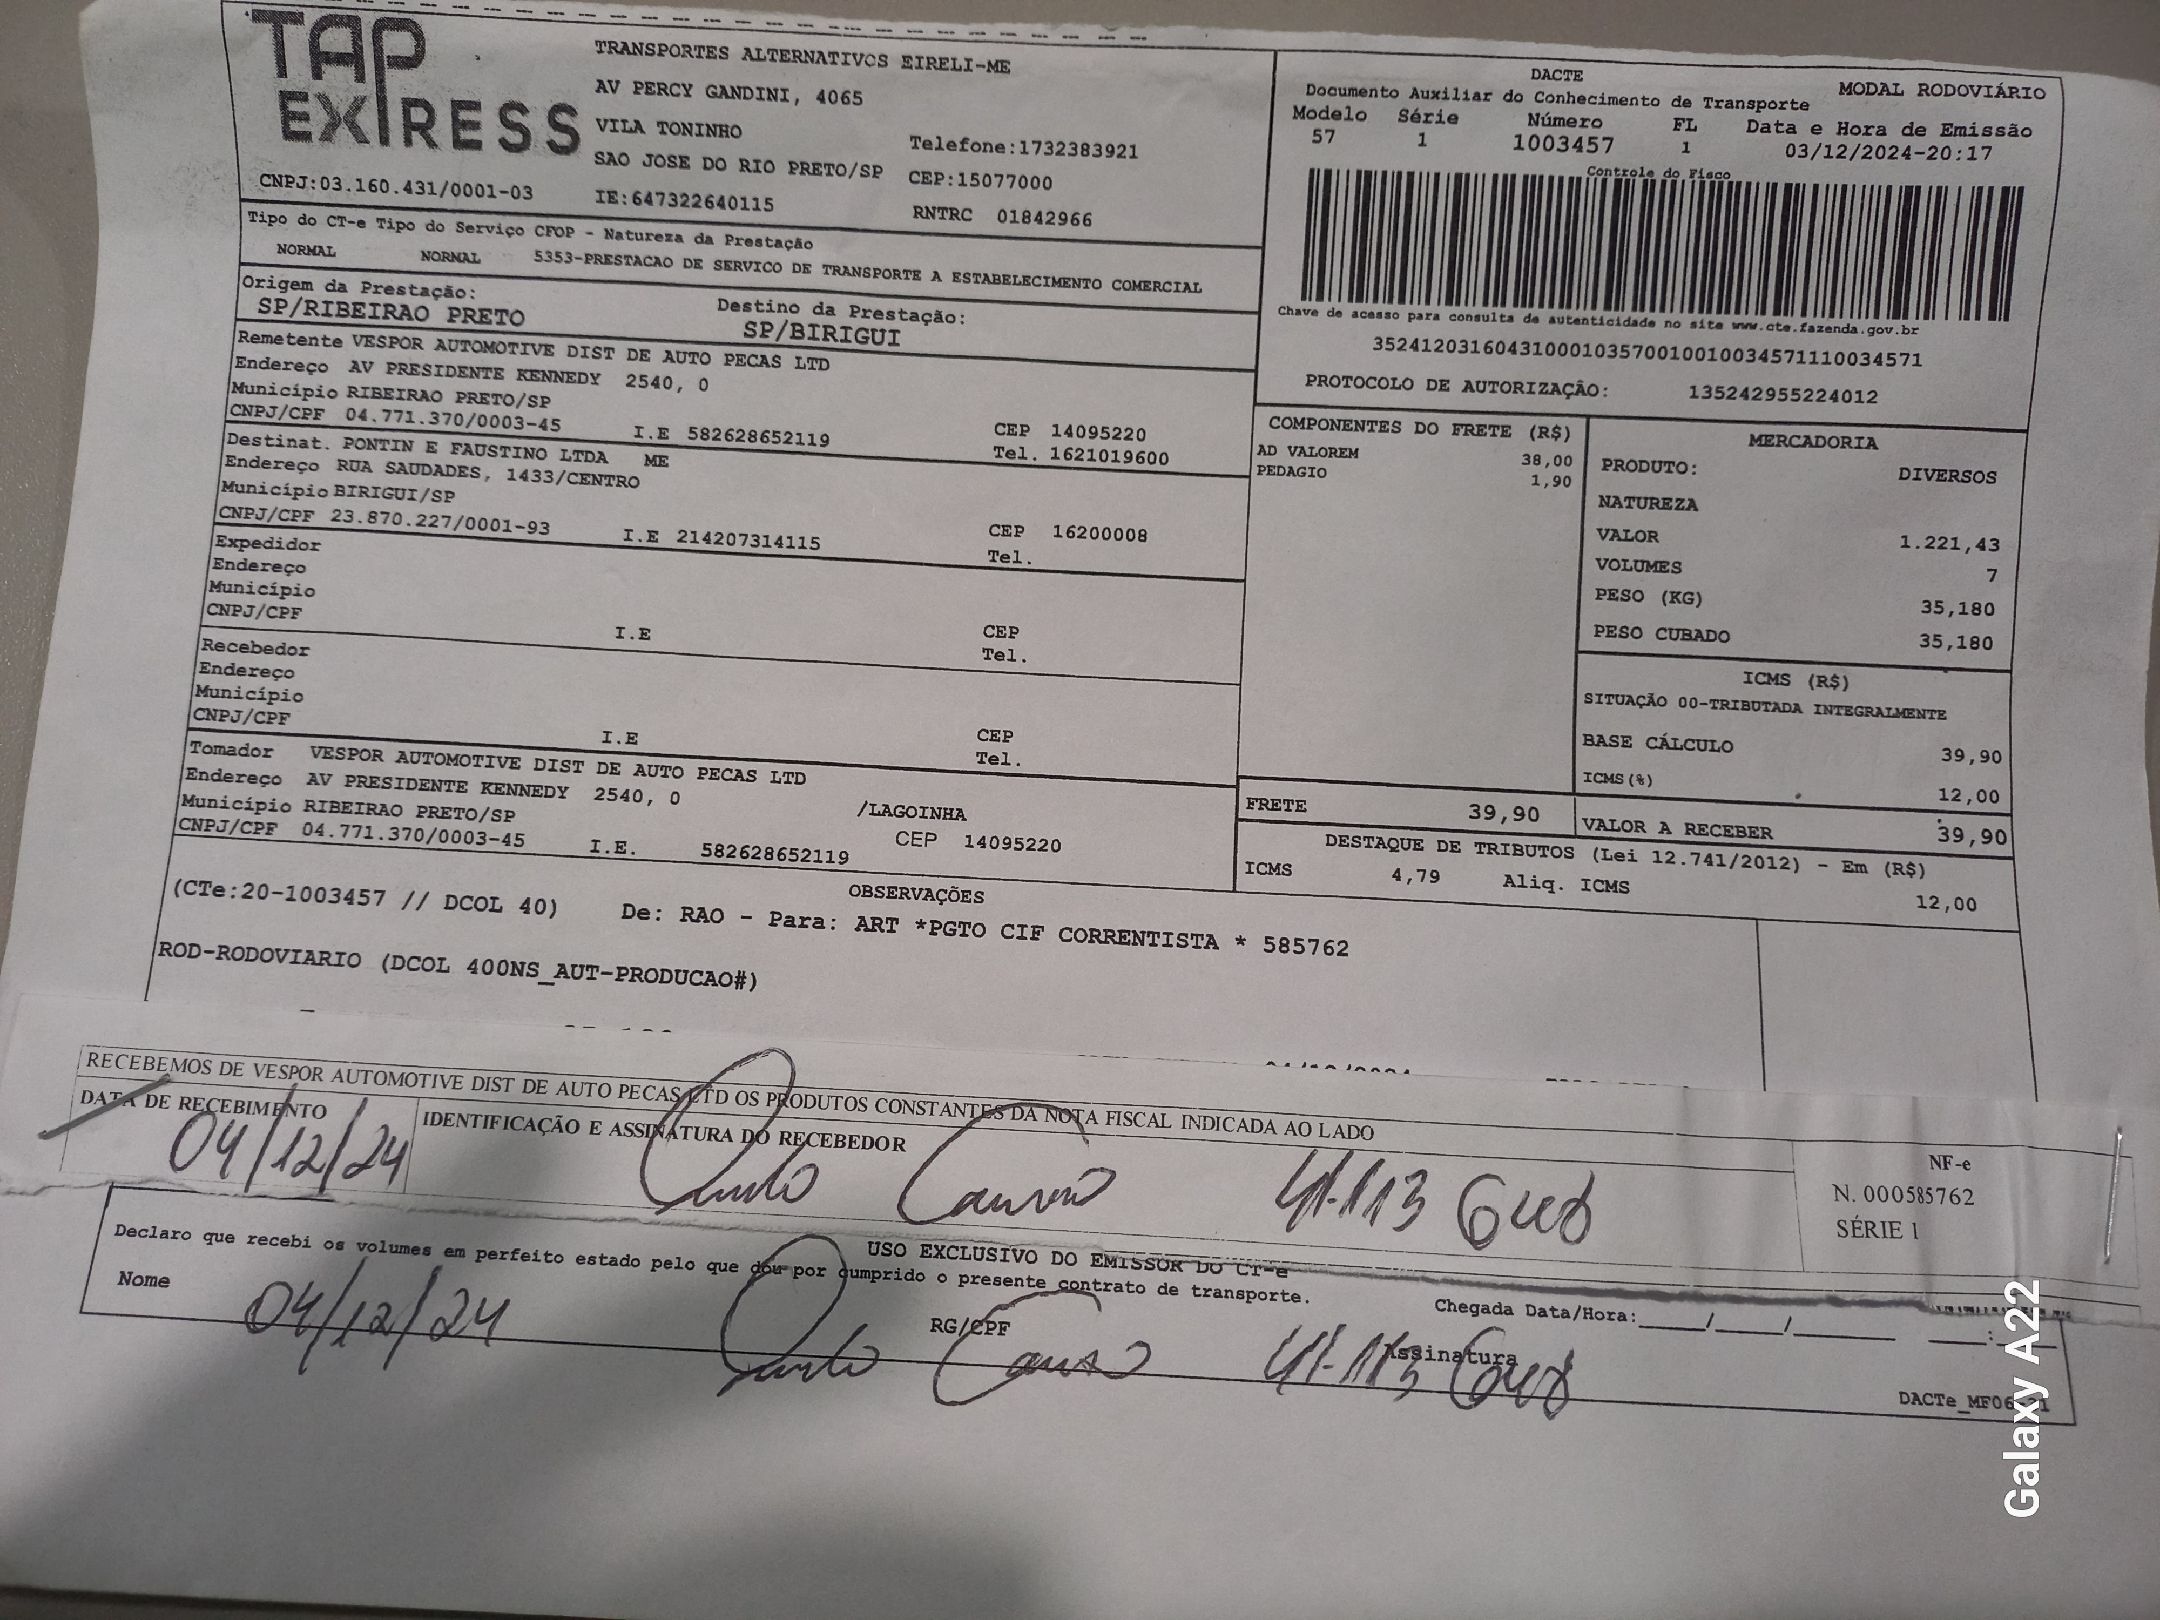 TAP EXPRESS
TRANSPORTES ALTERNATIVOS EIRELI-ME
AV PERCY GANDINI, 4065
VILA TONINHO
Telefone:1732383921
SAO JOSE DO RIO PRETO/SP CEP:15077000
CNPJ:03.160.431/0001-03 IE:647322640115 RNTRC 01842966
DACTE MODAL RODOVIÁRIO
Documento Auxiliar do Conhecimento de Transporte
Modelo Série Número FL Data e Hora de Emissão
57 1 1003457 1 03/12/2024-20:17
Controle do Fisco
Chave de acesso para consulta de autenticidade no site www.cte.fazenda.gov.br
35241203160431000103570010010034571110034571
PROTOCOLO DE AUTORIZAÇÃO: 135242955224012
Tipo do CT-e Tipo do Serviço CFOP - Natureza da Prestação
NORMAL NORMAL 5353-PRESTACAO DE SERVICO DE TRANSPORTE A ESTABELECIMENTO COMERCIAL
Origem da Prestação: Destino da Prestação:
SP/RIBEIRAO PRETO SP/BIRIGUI
Remetente VESPOR AUTOMOTIVE DIST DE AUTO PECAS LTD
Endereço AV PRESIDENTE KENNEDY 2540, 0
Município RIBEIRAO PRETO/SP CEP 14095220
CNPJ/CPF 04.771.370/0003-45 I.E 582628652119 Tel. 1621019600
Destinat. PONTIN E FAUSTINO LTDA ME
Endereço RUA SAUDADES, 1433/CENTRO
Município BIRIGUI/SP CEP 16200008
CNPJ/CPF 23.870.227/0001-93 I.E 214207314115 Tel.
Expedidor
Endereço
Município CEP
CNPJ/CPF I.E Tel.
Recebedor
Endereço
Município CEP
CNPJ/CPF I.E Tel.
Tomador VESPOR AUTOMOTIVE DIST DE AUTO PECAS LTD
Endereço AV PRESIDENTE KENNEDY 2540, 0 /LAGOINHA
Município RIBEIRAO PRETO/SP CEP 14095220
CNPJ/CPF 04.771.370/0003-45 I.E. 582628652119
COMPONENTES DO FRETE (R$)
AD VALOREM 38,00
PEDAGIO 1,90
MERCADORIA
PRODUTO: DIVERSOS
NATUREZA
VALOR 1.221,43
VOLUMES 7
PESO (KG) 35,180
PESO CUBADO 35,180
ICMS (R$)
SITUAÇÃO 00-TRIBUTADA INTEGRALMENTE
BASE CÁLCULO 39,90
ICMS(%) 12,00
FRETE 39,90 VALOR A RECEBER 39,90
DESTAQUE DE TRIBUTOS (Lei 12.741/2012) - Em (R$)
ICMS 4,79 Aliq. ICMS 12,00
OBSERVAÇÕES
(CTe:20-1003457 // DCOL 40) De: RAO - Para: ART *PGTO CIF CORRENTISTA * 585762
ROD-RODOVIARIO (DCOL 400NS_AUT-PRODUCAO#)
RECEBEMOS DE VESPOR AUTOMOTIVE DIST DE AUTO PECAS LTD OS PRODUTOS CONSTANTES DA NOTA FISCAL INDICADA AO LADO
DATA DE RECEBIMENTO IDENTIFICAÇÃO E ASSINATURA DO RECEBEDOR
04/12/24
NF-e
N. 000585762
SÉRIE 1
USO EXCLUSIVO DO EMISSOR DO CT-e
Declaro que recebi os volumes em perfeito estado pelo que dou por cumprido o presente contrato de transporte.
Nome RG/CPF Assinatura Chegada Data/Hora:____/____/____ __:__
04/12/24
Galaxy A22